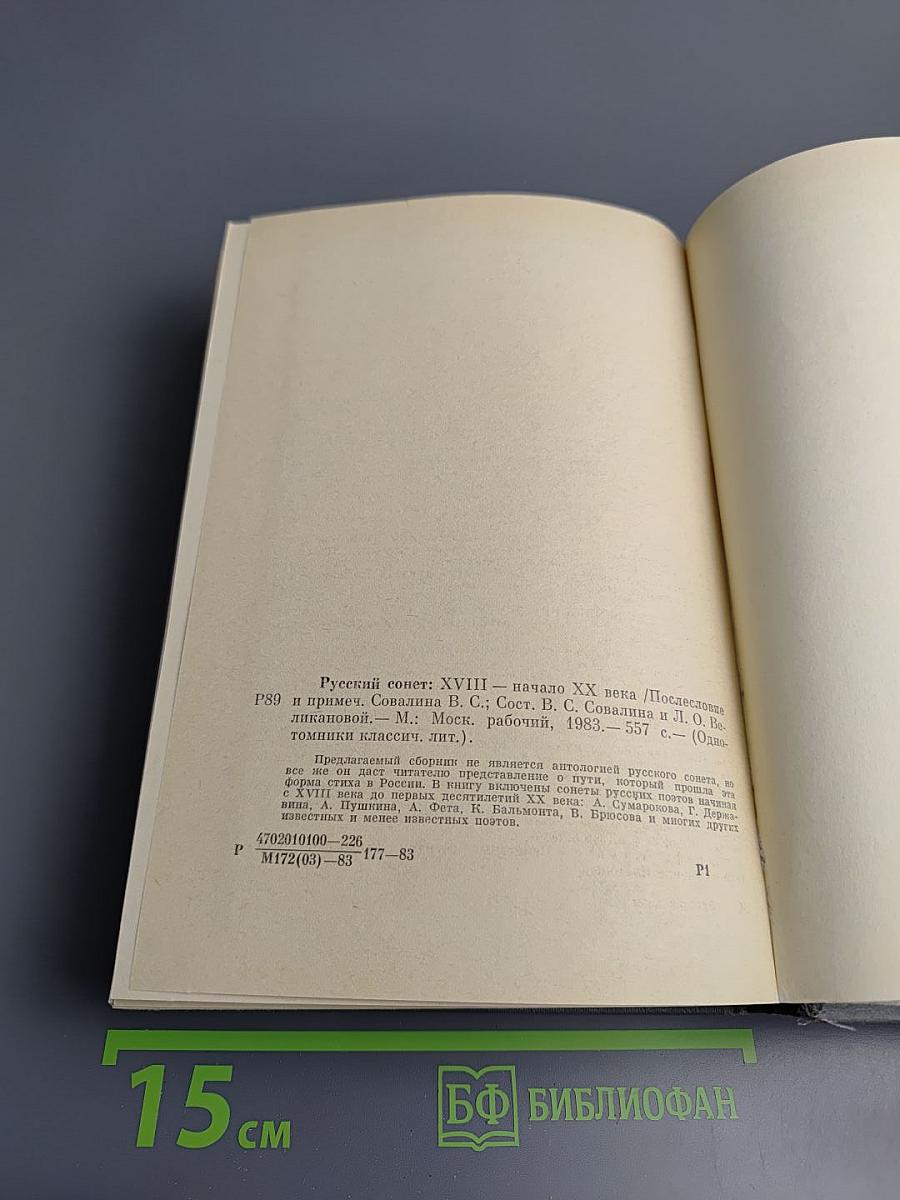 Русский сонет: XVIII — начало XX века /Послесловие
Р89 и примеч. Совалина В. С.; Сост. В. С. Совалина и Л. О. Ве-
ликановой.— М.: Моск. рабочий, 1983.— 557 с.— (Одно-
томники классич. лит.).
Предлагаемый сборник не является антологией русского сонета, но
все же он даст читателю представление о пути, который прошла эта
форма стиха в России. В книгу включены сонеты русских поэтов начиная
с XVIII века до первых десятилетий XX века: А. Сумарокова, Г. Держа-
вина, А. Пушкина, А. Фета, К. Бальмонта, В. Брюсова и многих других
известных и менее известных поэтов.
4702010100—226
Р М172(03)—83 177—83
Р1
15 см
БФ БИБЛИОФАН